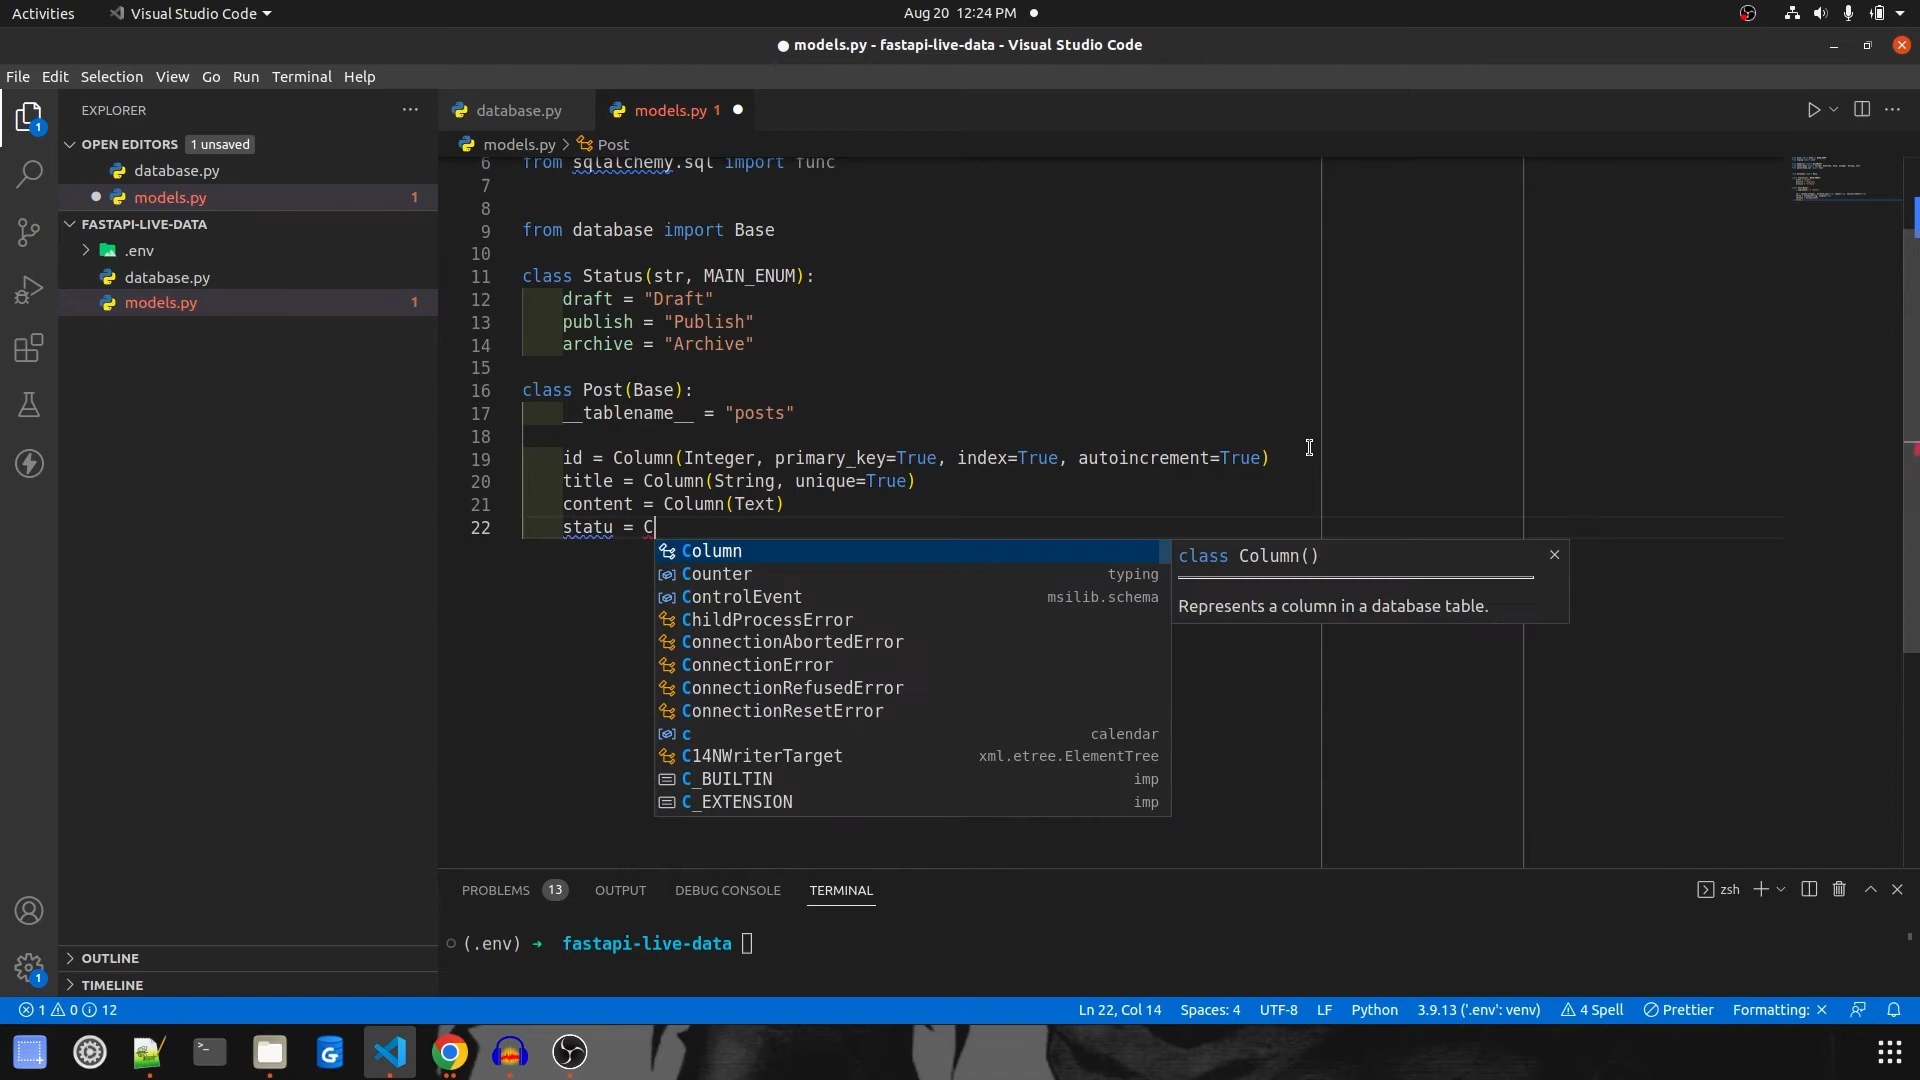 Activities Visual Studio Code Aug 20 12:24 PM
models.py - fastapi-live-data - Visual Studio Code
File Edit Selection View Go Run Terminal Help
EXPLORER
OPEN EDITORS 1 unsaved
database.py
models.py 1
FASTAPI-LIVE-DATA
.env
database.py
models.py 1
OUTLINE
TIMELINE
1
1
database.py models.py 1
models.py > Post
6 from sqlalchemy.sql import func
7
8
9 from database import Base
10
11 class Status(str, MAIN_ENUM):
12 draft = "Draft"
13 publish = "Publish"
14 archive = "Archive"
15
16 class Post(Base):
17 __tablename__ = "posts"
18
19 id = Column(Integer, primary_key=True, index=True, autoincrement=True)
20 title = Column(String, unique=True)
21 content = Column(Text)
22 statu = C
Column
Counter typing
ControlEvent msilib.schema
ChildProcessError
ConnectionAbortedError
ConnectionError
ConnectionRefusedError
ConnectionResetError
c calendar
C14NWriterTarget xml.etree.ElementTree
C_BUILTIN imp
C_EXTENSION imp
class Column()
Represents a column in a database table.
PROBLEMS 13 OUTPUT DEBUG CONSOLE TERMINAL
zsh
(.env) ➜ fastapi-live-data
1 0 12 Ln 22, Col 14 Spaces: 4 UTF-8 LF Python 3.9.13 ('.env': venv) 4 Spell Prettier Formatting: ×